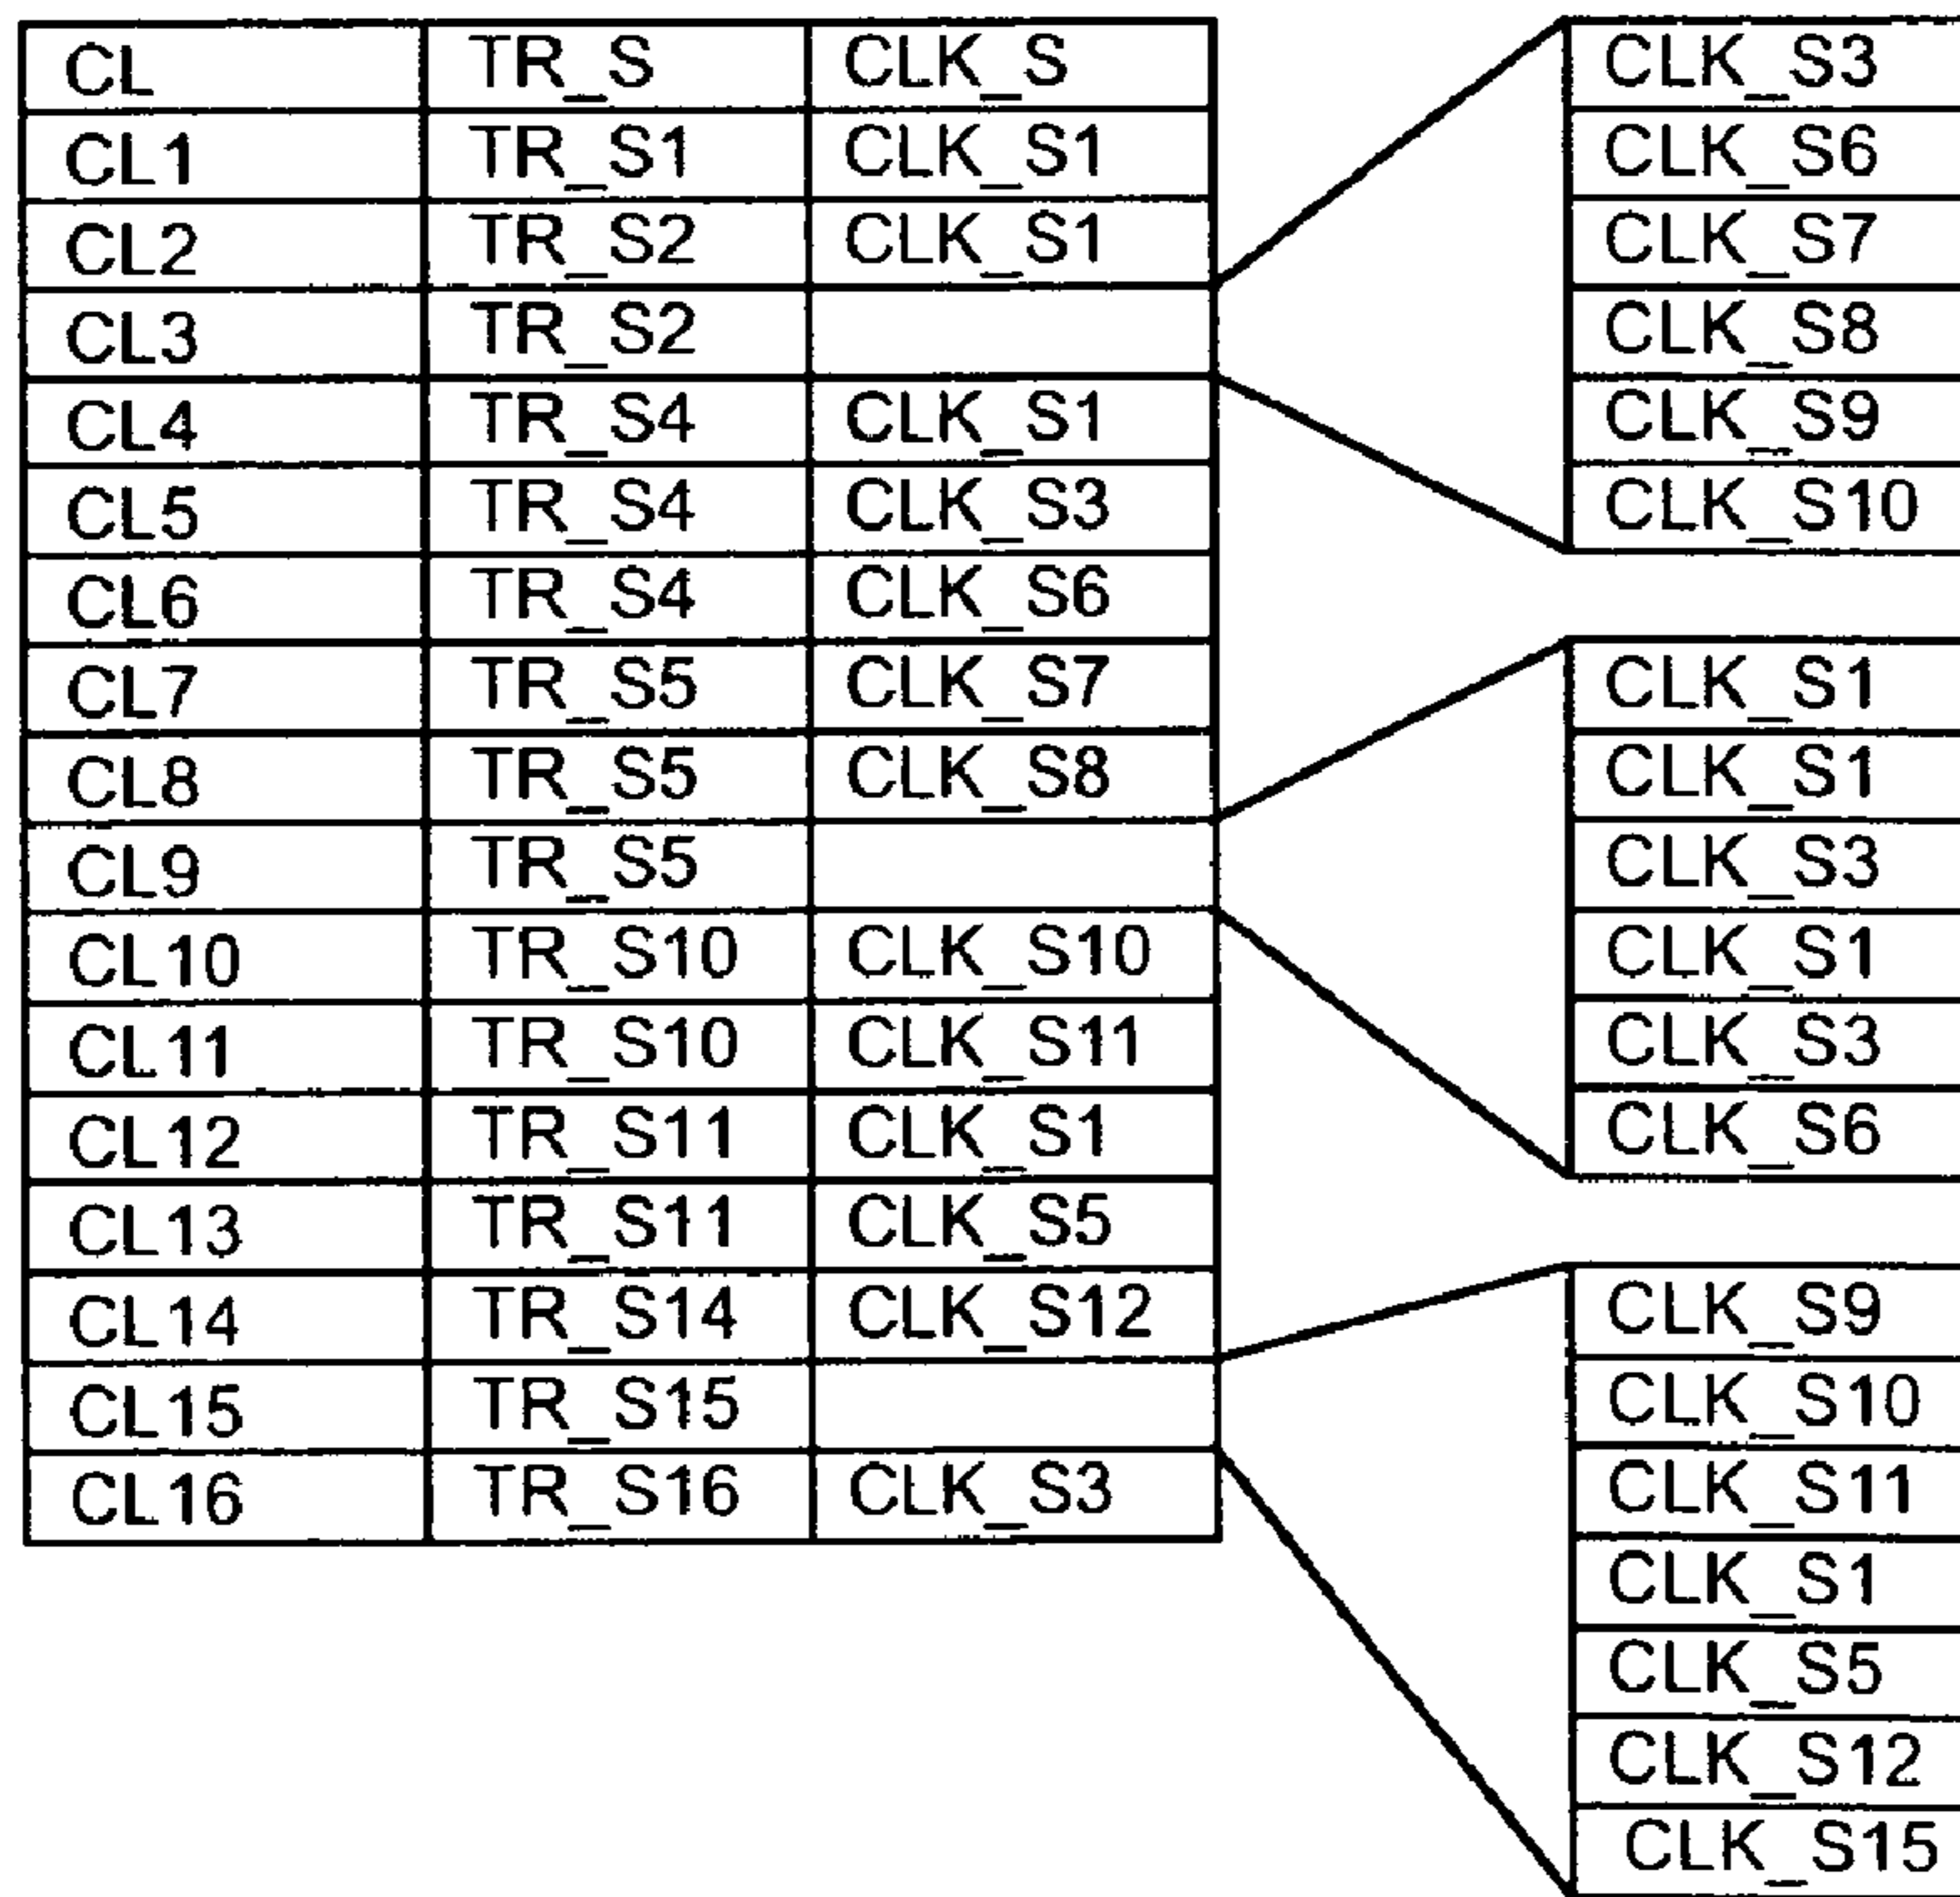 CL TR_S CLK_S
CL1 TR_S1 CLK_S1
CL2 TR_S2 CLK_S1
CL3 TR_S2
CL4 TR_S4 CLK_S1
CL5 TR_S4 CLK_S3
CL6 TR_S4 CLK_S6
CL7 TR_S5 CLK_S7
CL8 TR_S5 CLK_S8
CL9 TR_S5
CL10 TR_S10 CLK_S10
CL11 TR_S10 CLK_S11
CL12 TR_S11 CLK_S1
CL13 TR_S11 CLK_S5
CL14 TR_S14 CLK_S12
CL15 TR_S15
CL16 TR_S16 CLK_S3
CLK_S3
CLK_S6
CLK_S7
CLK_S8
CLK_S9
CLK_S10
CLK_S1
CLK_S1
CLK_S3
CLK_S1
CLK_S3
CLK_S6
CLK_S9
CLK_S10
CLK_S11
CLK_S1
CLK_S5
CLK_S12
CLK_S15